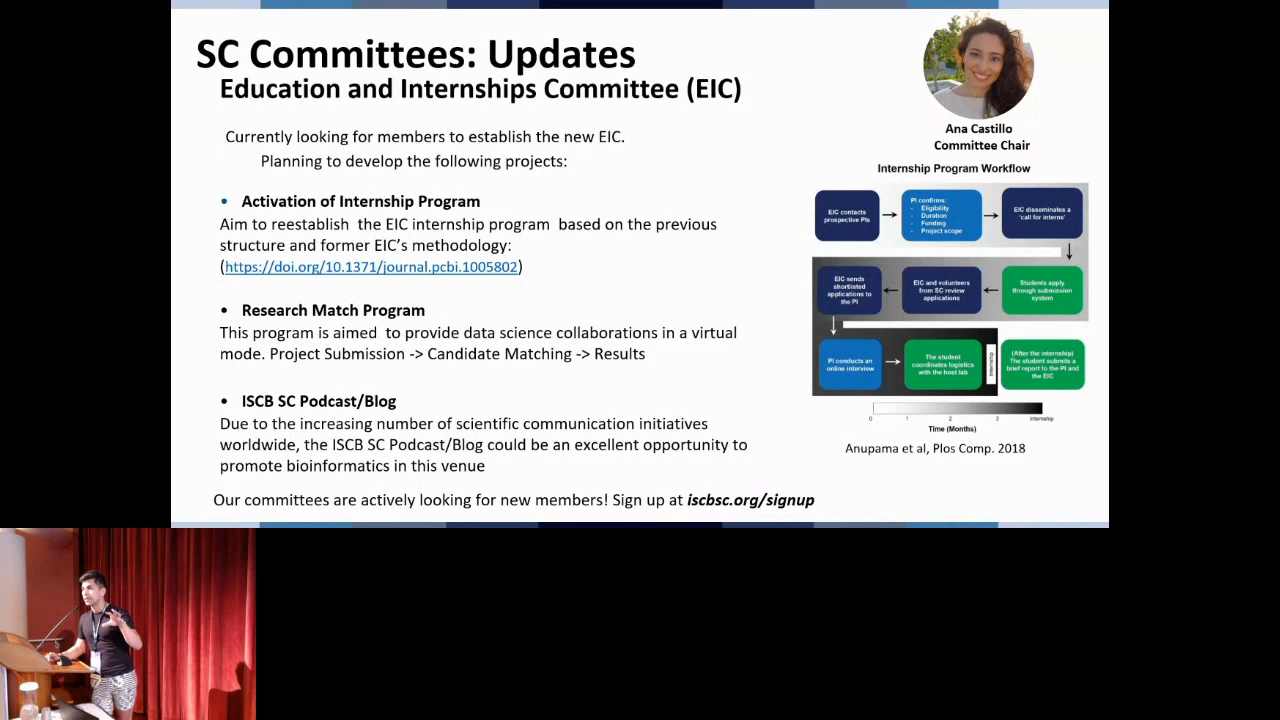 SC Committees: Updates
Education and Internships Committee (EIC)
Currently looking for members to establish the new EIC.
Planning to develop the following projects:
• Activation of Internship Program
Aim to reestablish the EIC internship program based on the previous
structure and former EIC's methodology:
(https://doi.org/10.1371/journal.pcbi.1005802)
• Research Match Program
This program is aimed to provide data science collaborations in a virtual
mode. Project Submission -> Candidate Matching -> Results
• ISCB SC Podcast/Blog
Due to the increasing number of scientific communication initiatives
worldwide, the ISCB SC Podcast/Blog could be an excellent opportunity to
promote bioinformatics in this venue
Our committees are actively looking for new members! Sign up at iscbsc.org/signup
Ana Castillo
Committee Chair
Internship Program Workflow
EIC contacts
prospective PIs
PI confirms:
- Eligibility
- Duration
- Funding
- Project scope
EIC disseminates a
'call for interns'
Students apply
through submission
system
EIC and volunteers
from SC review
applications
EIC sends
shortlisted
applications to
the PI
PI conducts an
online interview
The student
coordinates logistics
with the host lab
Internship
(After the internship)
The student submits a
brief report to the PI and
the EIC
0 1 2 3 Internship
Time (Months)
Anupama et al, Plos Comp. 2018